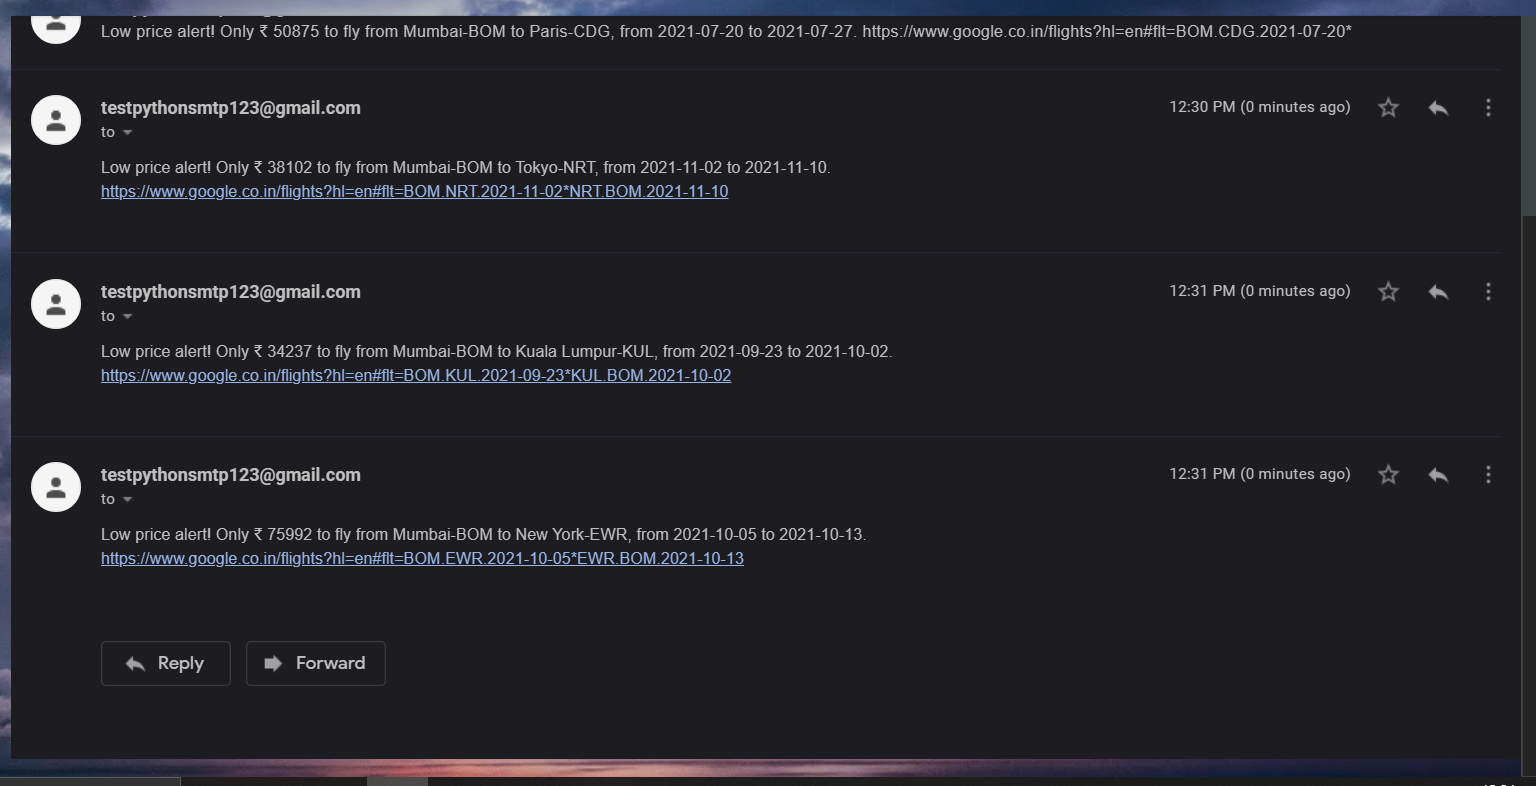 Low price alert! Only ₹ 50875 to fly from Mumbai-BOM to Paris-CDG, from 2021-07-20 to 2021-07-27. https://www.google.co.in/flights?hl=en#flt=BOM.CDG.2021-07-20*
testpythonsmtp123@gmail.com 12:30 PM (0 minutes ago)
to
Low price alert! Only ₹ 38102 to fly from Mumbai-BOM to Tokyo-NRT, from 2021-11-02 to 2021-11-10.
https://www.google.co.in/flights?hl=en#flt=BOM.NRT.2021-11-02*NRT.BOM.2021-11-10
testpythonsmtp123@gmail.com 12:31 PM (0 minutes ago)
to
Low price alert! Only ₹ 34237 to fly from Mumbai-BOM to Kuala Lumpur-KUL, from 2021-09-23 to 2021-10-02.
https://www.google.co.in/flights?hl=en#flt=BOM.KUL.2021-09-23*KUL.BOM.2021-10-02
testpythonsmtp123@gmail.com 12:31 PM (0 minutes ago)
to
Low price alert! Only ₹ 75992 to fly from Mumbai-BOM to New York-EWR, from 2021-10-05 to 2021-10-13.
https://www.google.co.in/flights?hl=en#flt=BOM.EWR.2021-10-05*EWR.BOM.2021-10-13
Reply Forward